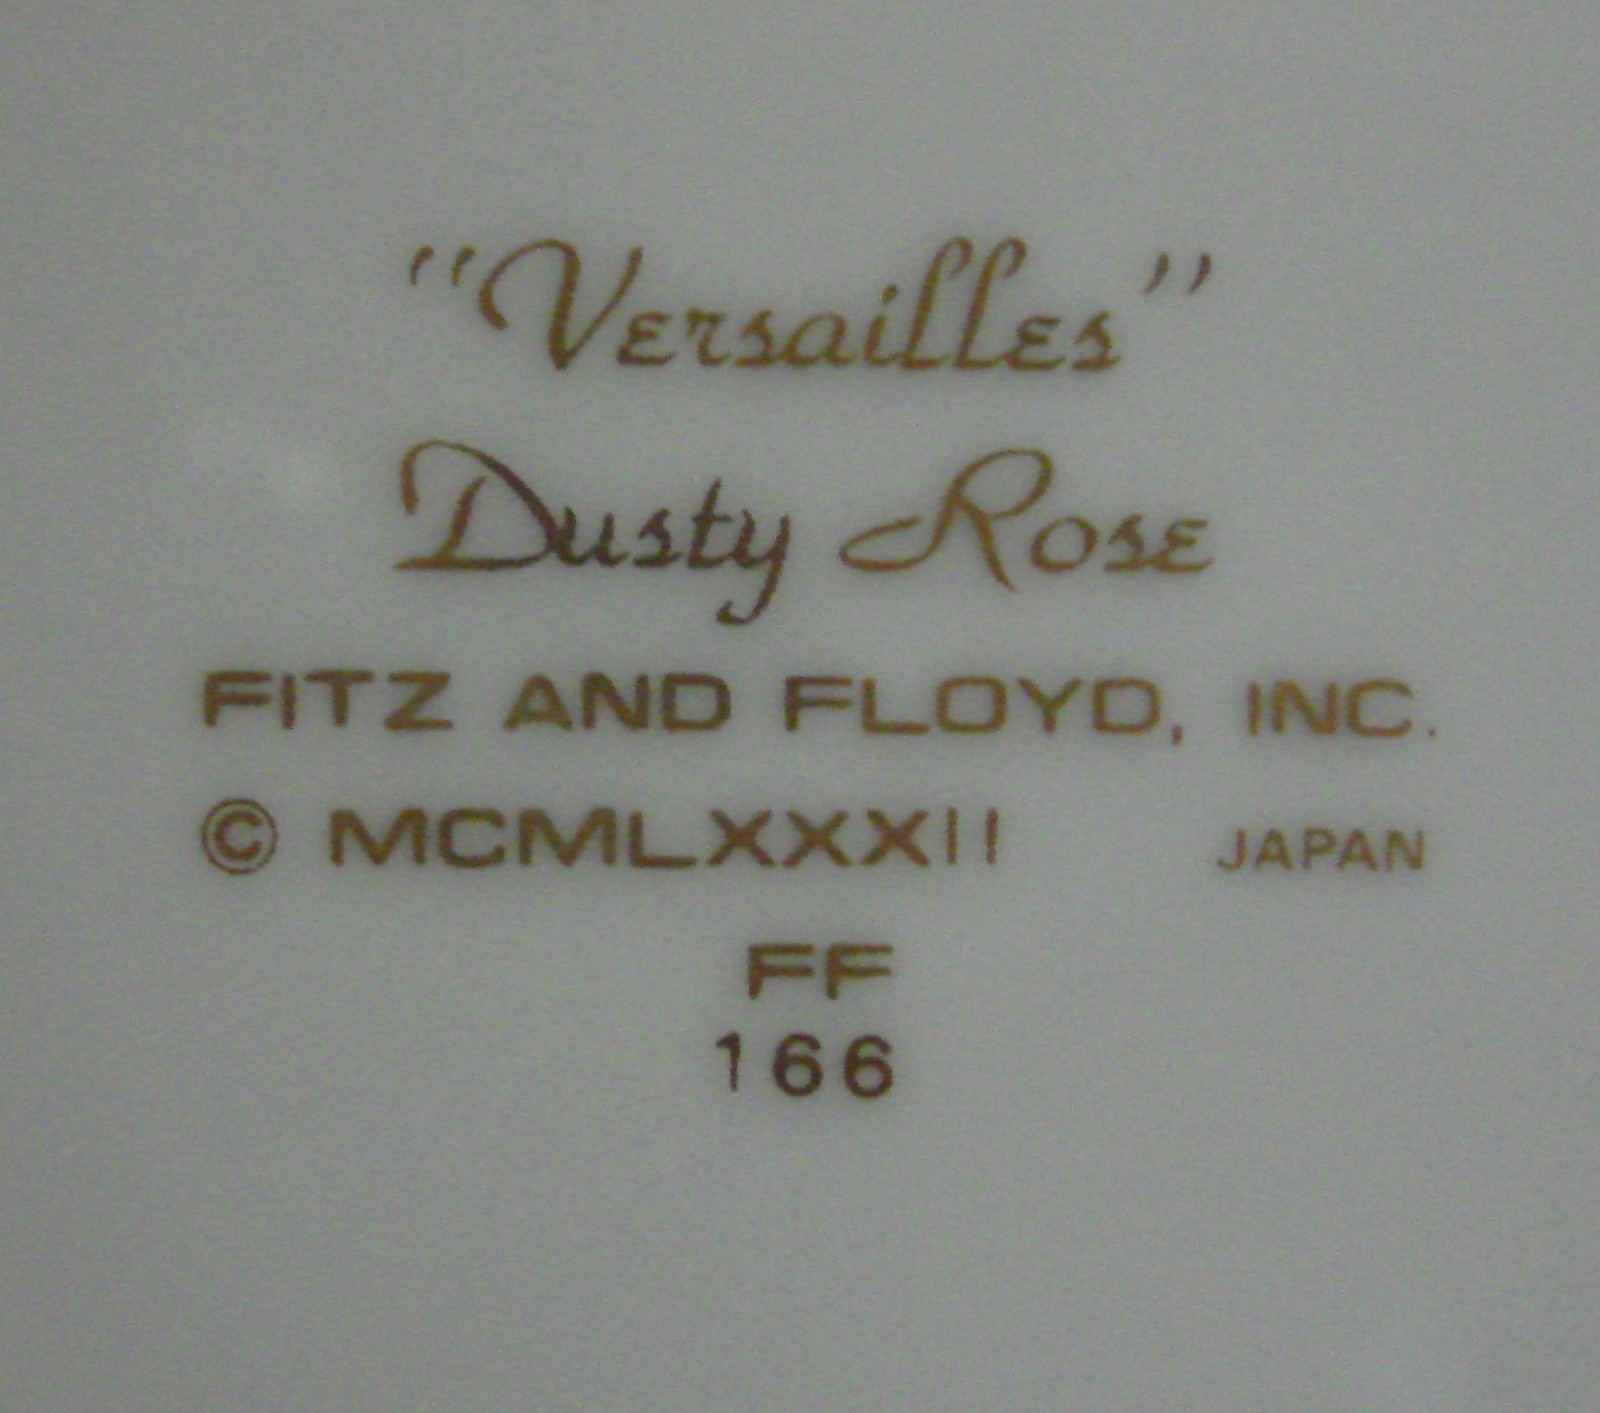 "Versailles"
Dusty Rose
FITZ AND FLOYD, INC.
© MCMLXXXII JAPAN
FF
166